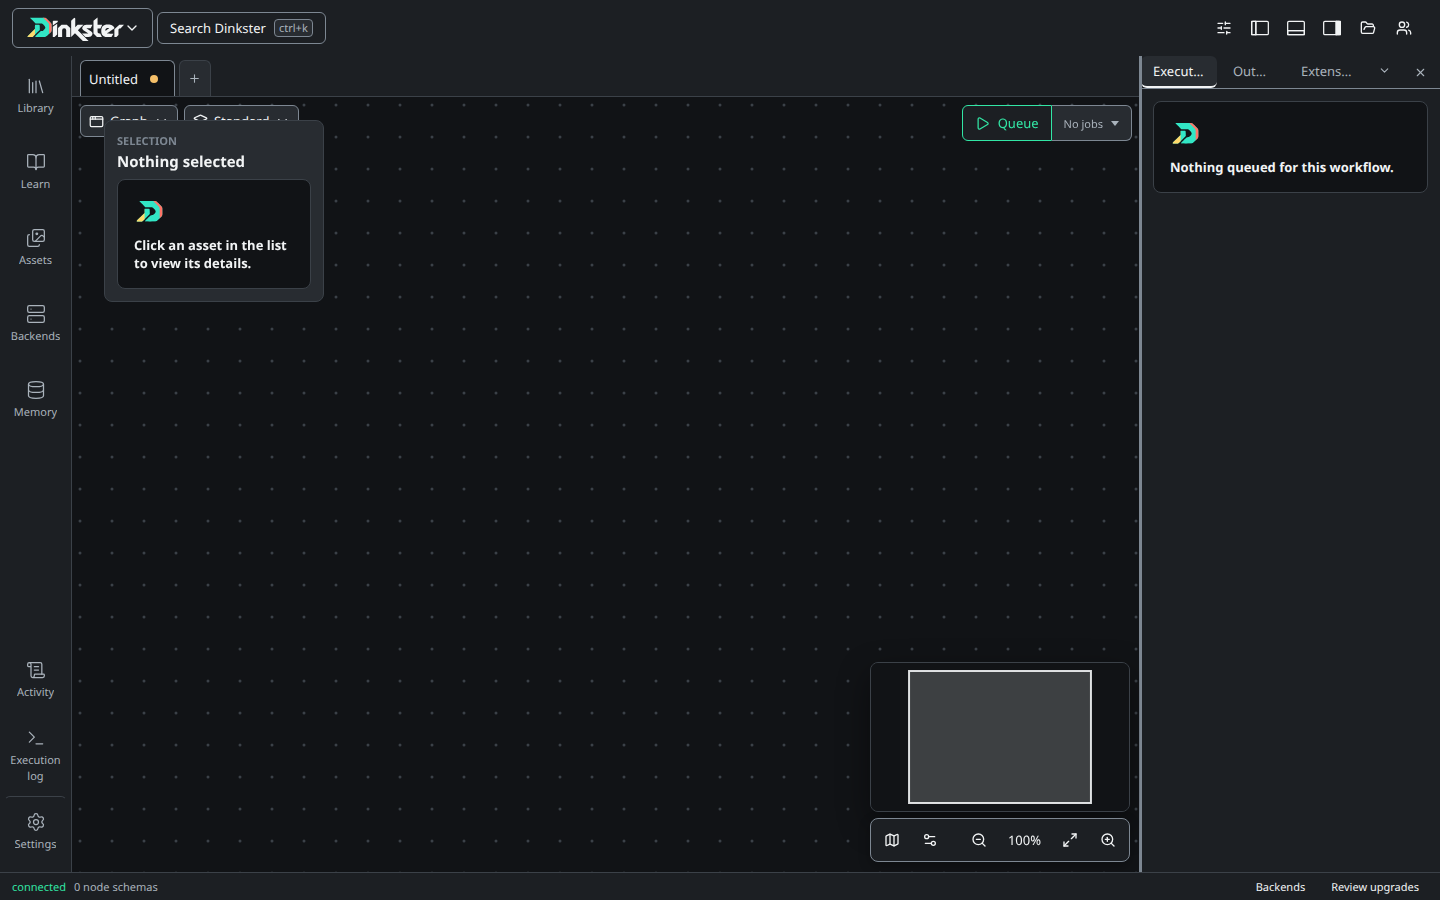 Dinkster
Search Dinkster ctrl+k
Untitled
Execut...
Out...
Extens...
Library
Learn
Assets
Backends
Memory
Activity
Execution
log
Settings
SELECTION
Nothing selected
Click an asset in the list
to view its details.
Queue
No jobs
Nothing queued for this workflow.
100%
connected 0 node schemas
Backends
Review upgrades